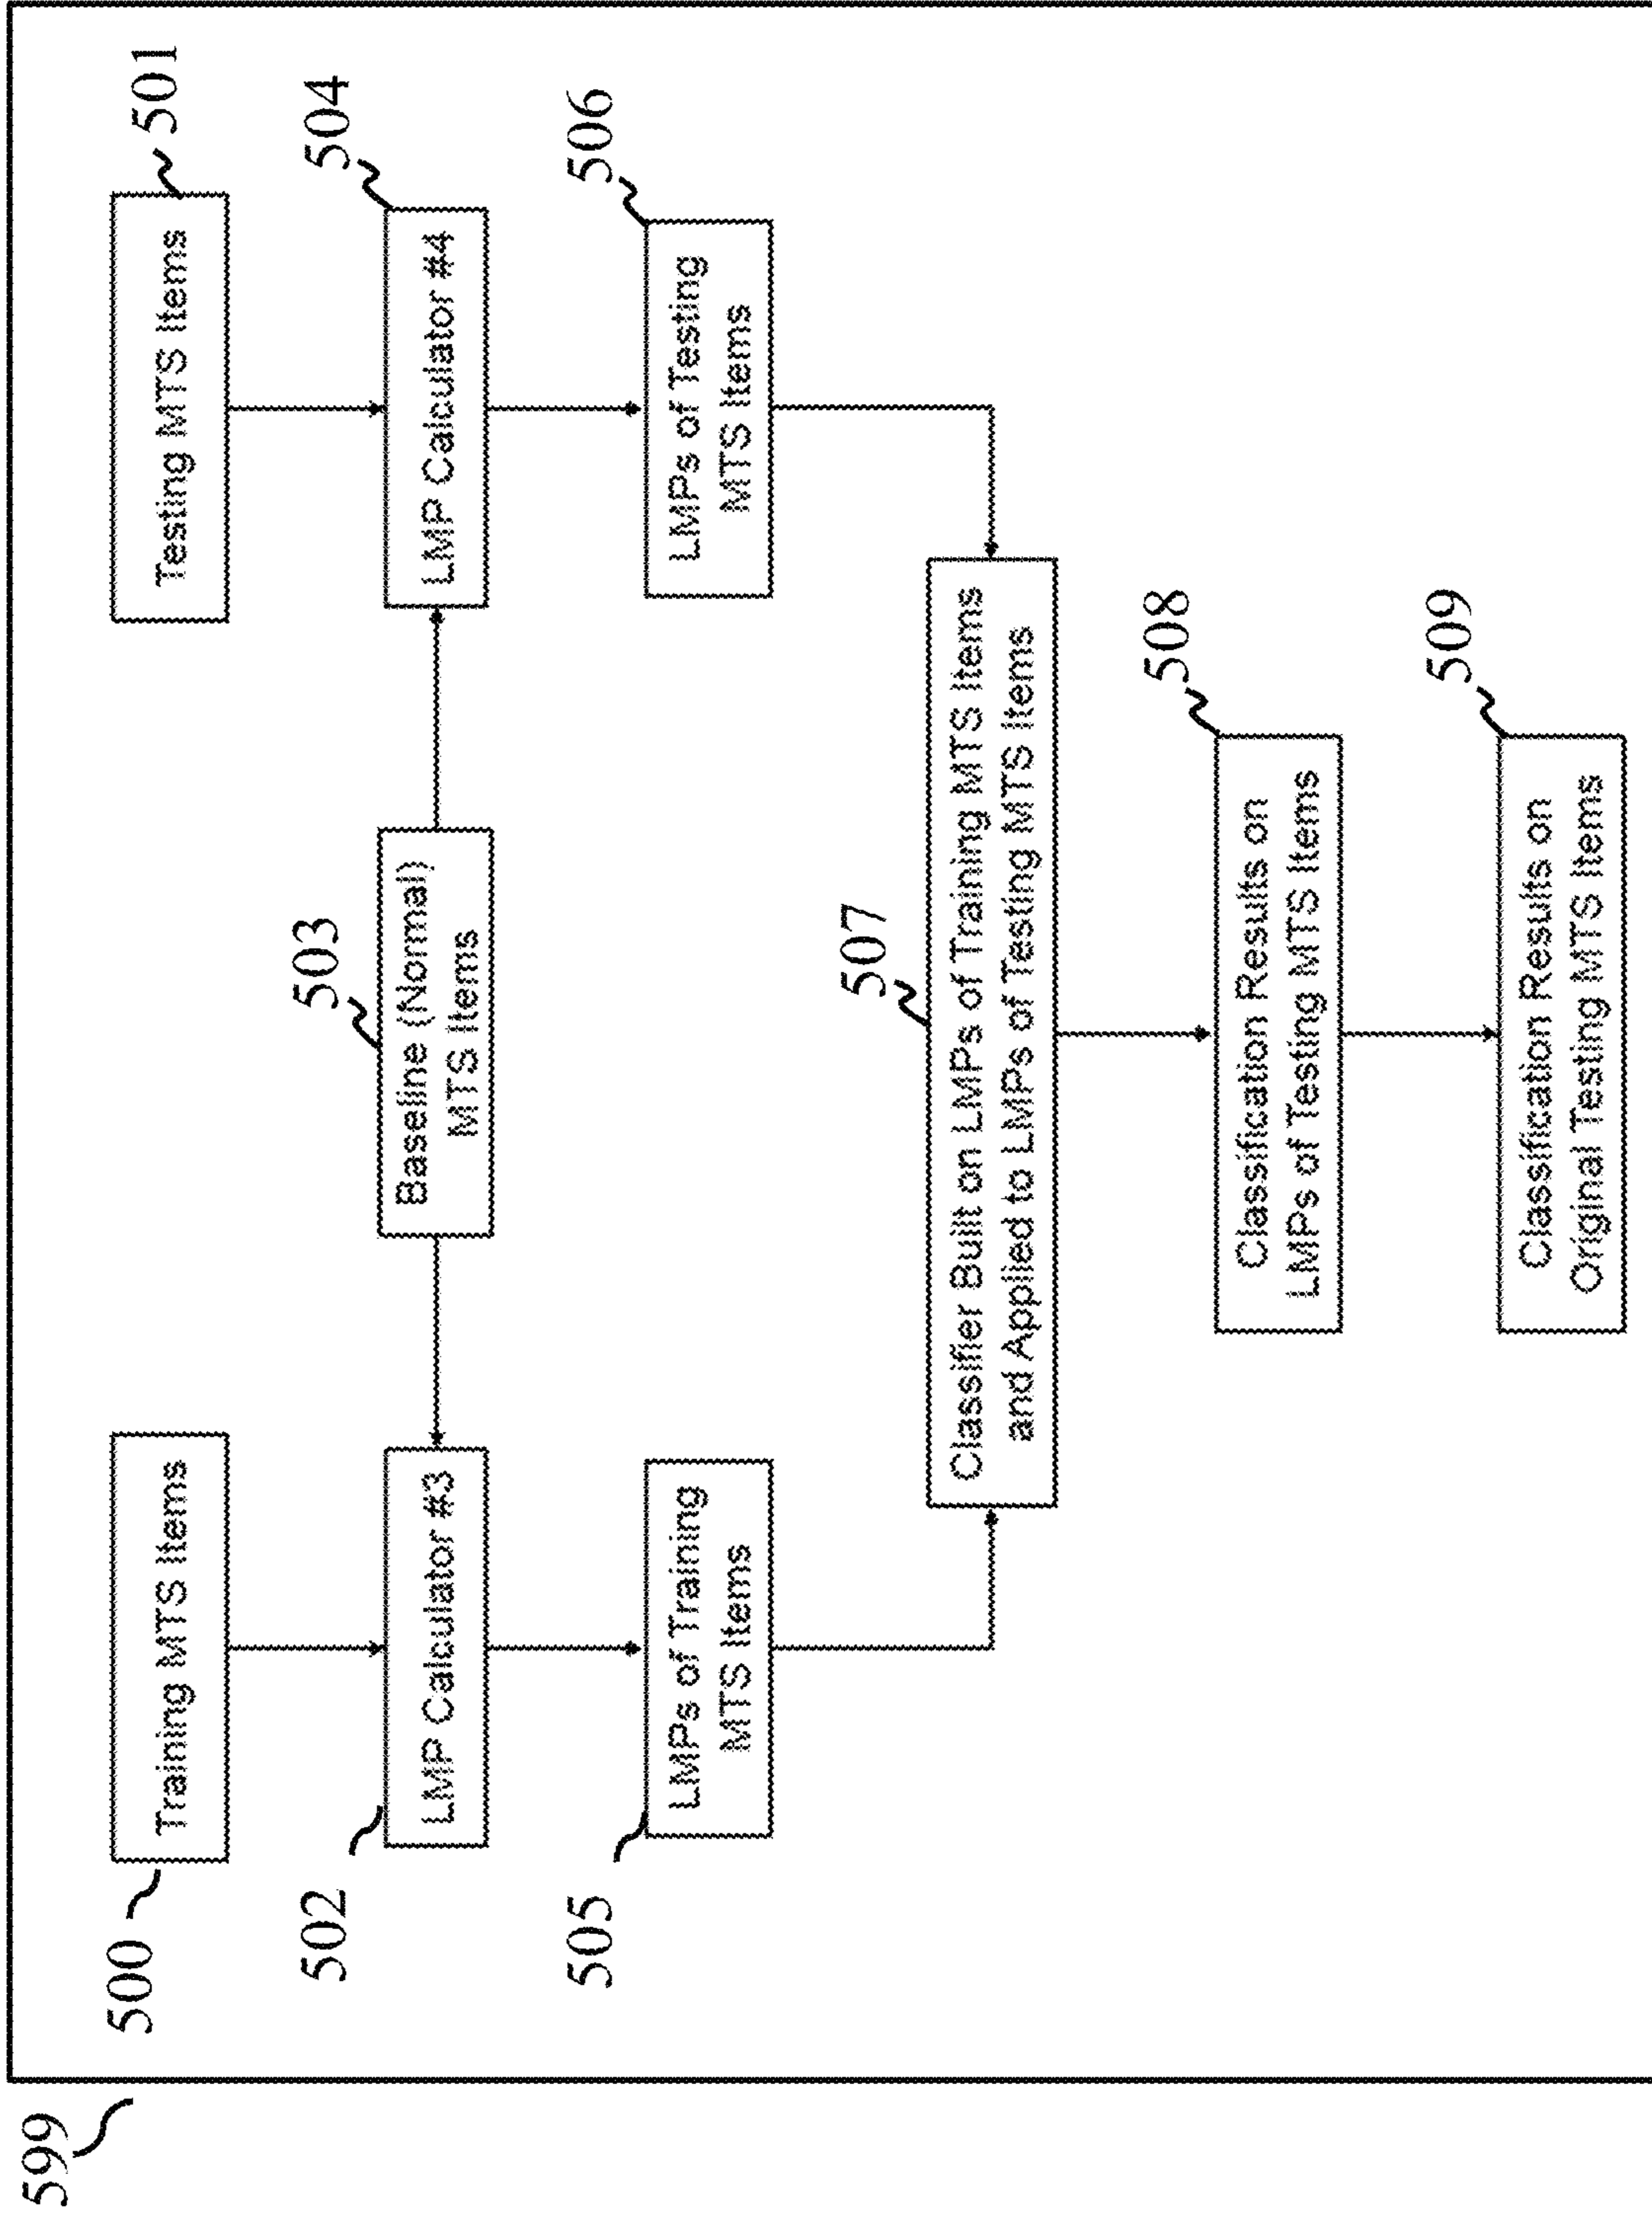 599
500
Training MTS Items
Testing MTS Items
501
502
LMP Calculator #3
503
Baseline (Normal)
MTS Items
504
LMP Calculator #4
505
LMPs of Training
MTS Items
506
LMPs of Testing
MTS Items
507
Classifier Built on LMPs of Training MTS Items
and Applied to LMPs of Testing MTS Items
508
Classification Results on
LMPs of Testing MTS Items
509
Classification Results on
Original Testing MTS Items